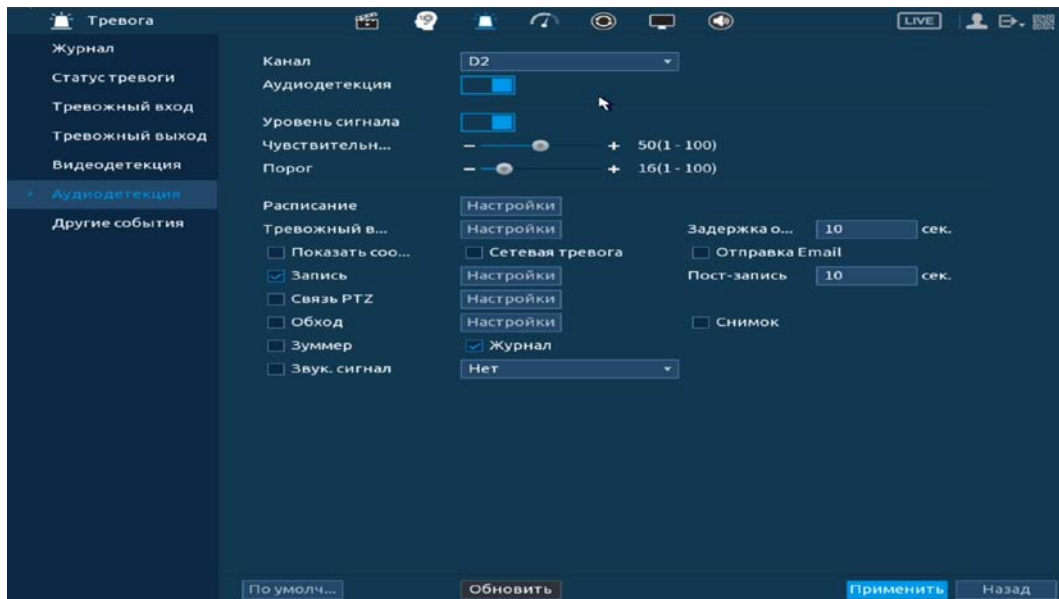 Тревога LIVE
Журнал
Статус тревоги
Тревожный вход
Тревожный выход
Видеодетекция
Аудиодетекция
Другие события
Канал D2
Аудиодетекция
Уровень сигнала
Чувствительн... − + 50(1 - 100)
Порог − + 16(1 - 100)
Расписание Настройки
Тревожный в... Настройки Задержка о... 10 сек.
Показать соо... Сетевая тревога Отправка Email
Запись Настройки Пост-запись 10 сек.
Связь PTZ Настройки
Обход Настройки Снимок
Зуммер Журнал
Звук. сигнал Нет
По умолч... Обновить Применить Назад